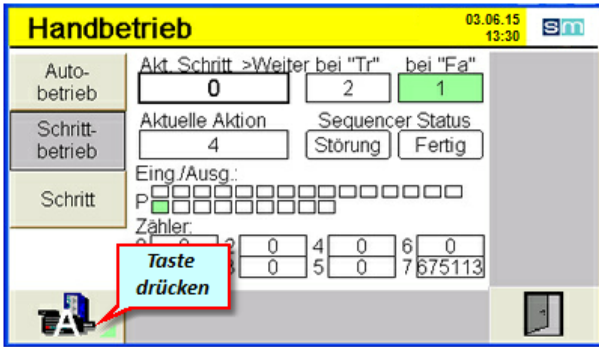 Handbetrieb
03.06.15
13:30
sm
Auto-
betrieb
Akt. Schritt >Weiter bei "Tr" bei "Fa"
0 2 1
Schritt-
betrieb
Aktuelle Aktion Sequencer Status
4 Störung Fertig
Eing./Ausg.:
Schritt
P
Zähler:
0 2 0 4 0 6 0
0 5 0 7 675113
Taste
drücken
A